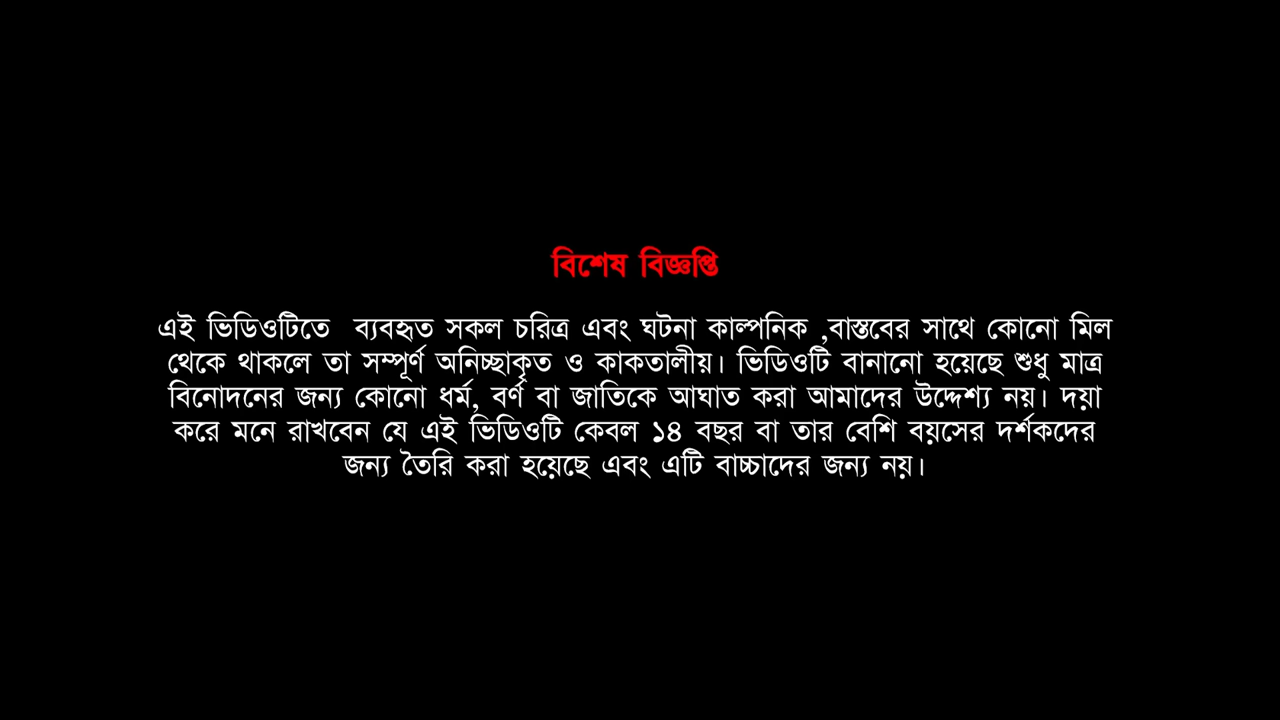 বিশেষ বিজ্ঞপ্তি
এই ভিডিওটিতে ব্যবহৃত সকল চরিত্র এবং ঘটনা কাল্পনিক ,বাস্তবের সাথে কোনো মিল
থেকে থাকলে তা সম্পূর্ণ অনিচ্ছাকৃত ও কাকতালীয়। ভিডিওটি বানানো হয়েছে শুধু মাত্র
বিনোদনের জন্য কোনো ধর্ম, বর্ণ বা জাতিকে আঘাত করা আমাদের উদ্দেশ্য নয়। দয়া
করে মনে রাখবেন যে এই ভিডিওটি কেবল ১৪ বছর বা তার বেশি বয়সের দর্শকদের
জন্য তৈরি করা হয়েছে এবং এটি বাচ্চাদের জন্য নয়।